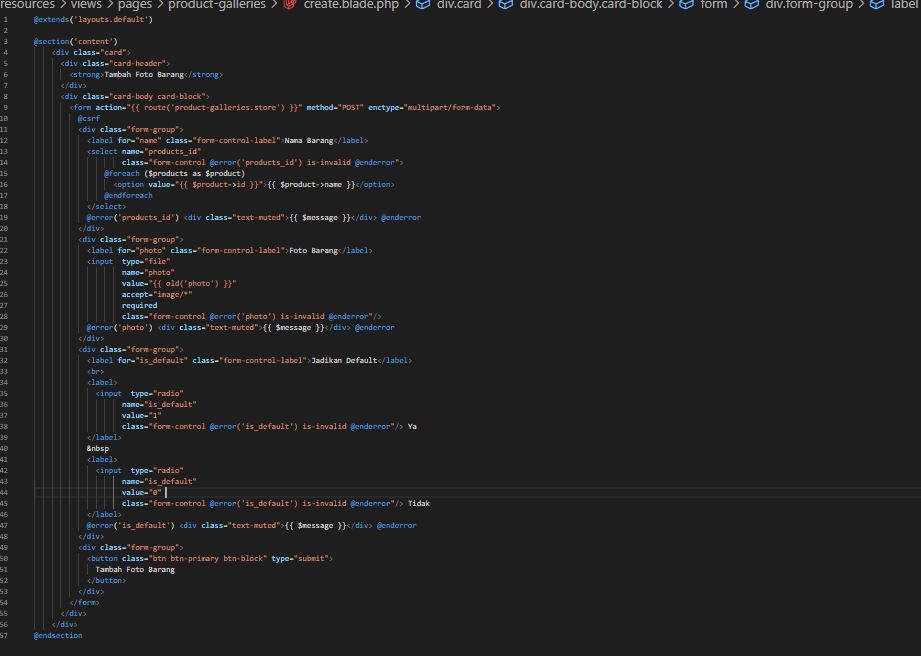 resources > views > pages > product-galleries > create.blade.php > div.card > div.card-body.card-block > form > div.form-group > label
1 @extends('layouts.default')
2
3 @section('content')
4 <div class="card">
5 <div class="card-header">
6 <strong>Tambah Foto Barang</strong>
7 </div>
8 <div class="card-body card-block">
9 <form action="{{ route('product-galleries.store') }}" method="POST" enctype="multipart/form-data">
10 @csrf
11 <div class="form-group">
12 <label for="name" class="form-control-label">Nama Barang</label>
13 <select name="products_id"
14 class="form-control @error('products_id') is-invalid @enderror">
15 @foreach ($products as $product)
16 <option value="{{ $product->id }}">{{ $product->name }}</option>
17 @endforeach
18 </select>
19 @error('products_id') <div class="text-muted">{{ $message }}</div> @enderror
20 </div>
21 <div class="form-group">
22 <label for="photo" class="form-control-label">Foto Barang</label>
23 <input type="file"
24 name="photo"
25 value="{{ old('photo') }}"
26 accept="image/*"
27 required
28 class="form-control @error('photo') is-invalid @enderror"/>
29 @error('photo') <div class="text-muted">{{ $message }}</div> @enderror
30 </div>
31 <div class="form-group">
32 <label for="is_default" class="form-control-label">Jadikan Default</label>
33 <br>
34 <label>
35 <input type="radio"
36 name="is_default"
37 value="1"
38 class="form-control @error('is_default') is-invalid @enderror"/> Ya
39 </label>
40 &nbsp
41 <label>
42 <input type="radio"
43 name="is_default"
44 value="0"
45 class="form-control @error('is_default') is-invalid @enderror"/> Tidak
46 </label>
47 @error('is_default') <div class="text-muted">{{ $message }}</div> @enderror
48 </div>
49 <div class="form-group">
50 <button class="btn btn-primary btn-block" type="submit">
51 Tambah Foto Barang
52 </button>
53 </div>
54 </form>
55 </div>
56 </div>
57 @endsection